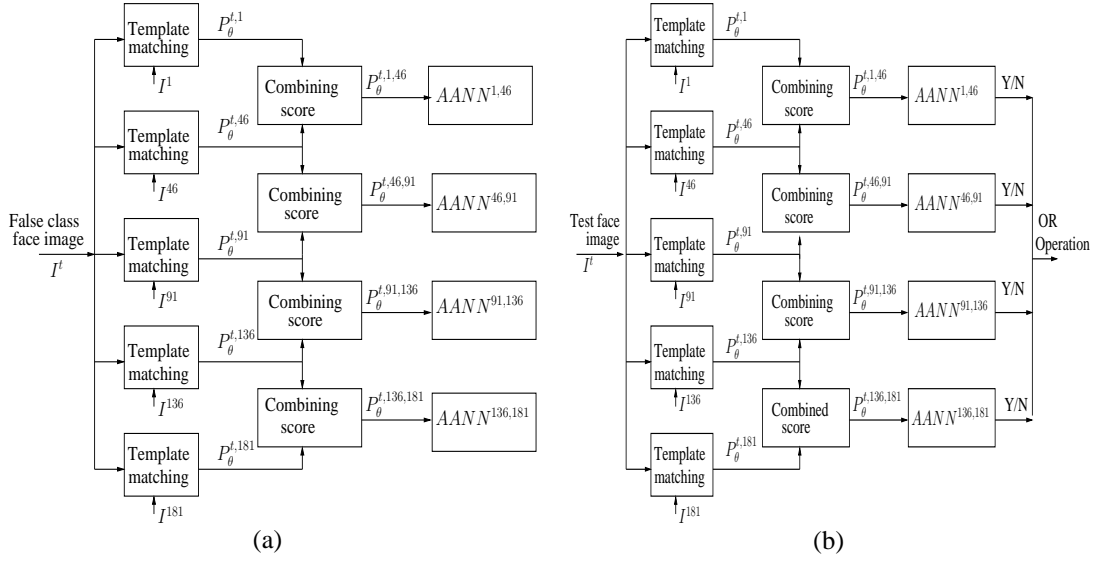 Template
matching
P_θ^{t,1}
I^1
Combining
score
P_θ^{t,1,46}
AANN^{1,46}
Template
matching
P_θ^{t,46}
I^{46}
Combining
score
P_θ^{t,46,91}
AANN^{46,91}
False class
face image
I^t
Template
matching
P_θ^{t,91}
I^{91}
Combining
score
P_θ^{t,91,136}
AANN^{91,136}
Template
matching
P_θ^{t,136}
I^{136}
Combining
score
P_θ^{t,136,181}
AANN^{136,181}
Template
matching
P_θ^{t,181}
I^{181}
(a)
Template
matching
P_θ^{t,1}
I^1
Combining
score
P_θ^{t,1,46}
AANN^{1,46}
Y/N
Template
matching
P_θ^{t,46}
I^{46}
Combining
score
P_θ^{t,46,91}
AANN^{46,91}
Y/N
Test face
image
I^t
Template
matching
P_θ^{t,91}
I^{91}
OR
Operation
Combining
score
P_θ^{t,91,136}
AANN^{91,136}
Y/N
Template
matching
P_θ^{t,136}
I^{136}
Combined
score
P_θ^{t,136,181}
AANN^{136,181}
Y/N
Template
matching
P_θ^{t,181}
I^{181}
(b)